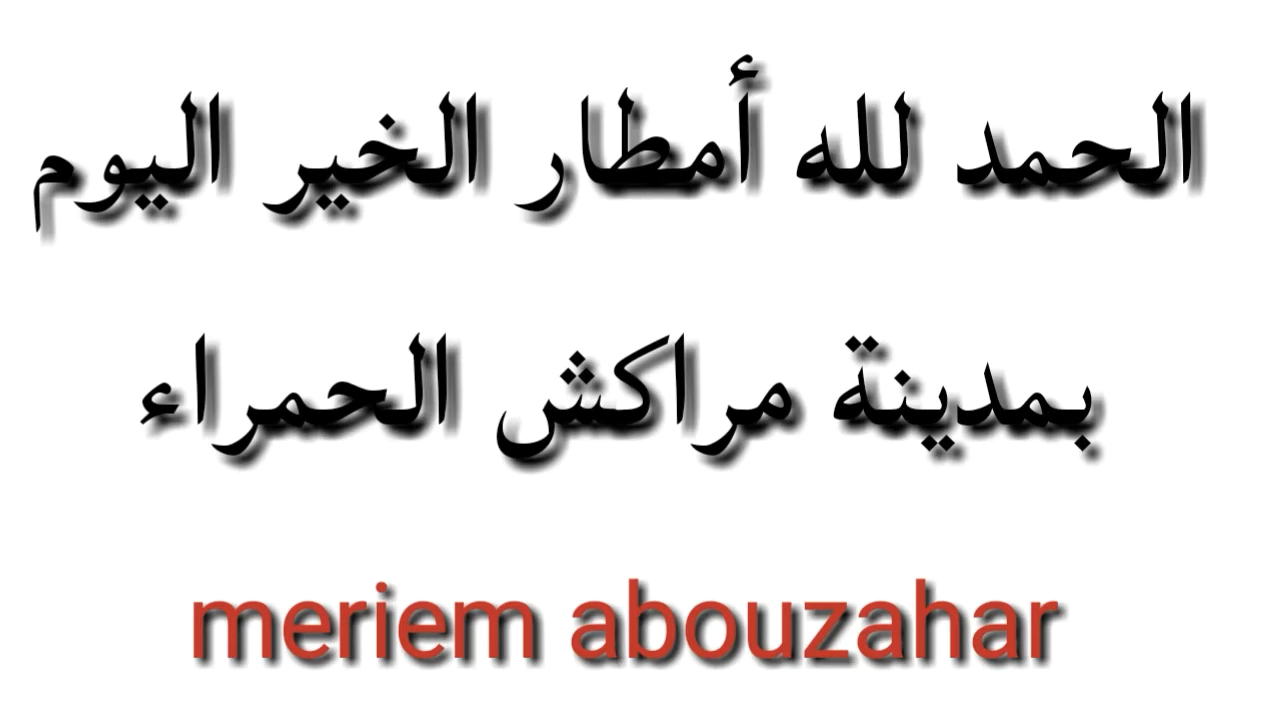 الحمد لله أمطار الخير اليوم
بمدينة مراكش الحمراء
meriem abouzahar